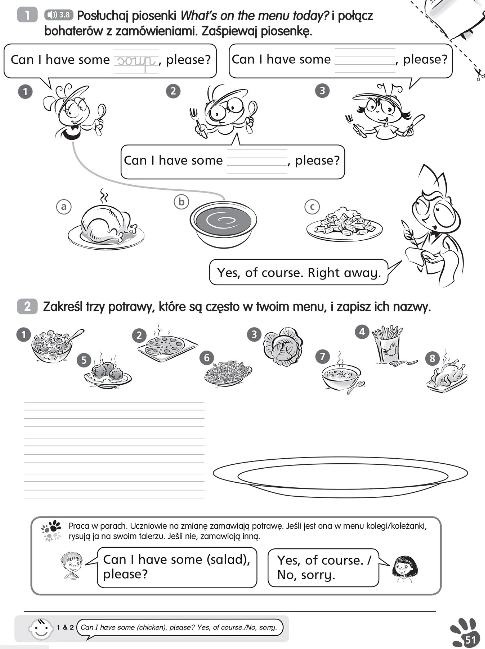 1 3.8 Posłuchaj piosenki What's on the menu today? i połącz
bohaterów z zamówieniami. Zaśpiewaj piosenkę.
Can I have some soup, please?
Can I have some ________, please?
1
2
3
Can I have some ________, please?
a
b
c
Yes, of course. Right away.
2 Zakreśl trzy potrawy, które są często w twoim menu, i zapisz ich nazwy.
1
2
3
4
5
6
7
8
Praca w parach. Uczniowie na zmianę zamawiają potrawę. Jeśli jest ona w menu kolegi/koleżanki,
rysują ja na swoim talerzu. Jeśli nie, zamawiają inną.
Can I have some (salad),
please?
Yes, of course. /
No, sorry.
1 & 2 Can I have some (chicken), please? Yes, of course./No, sorry.
51